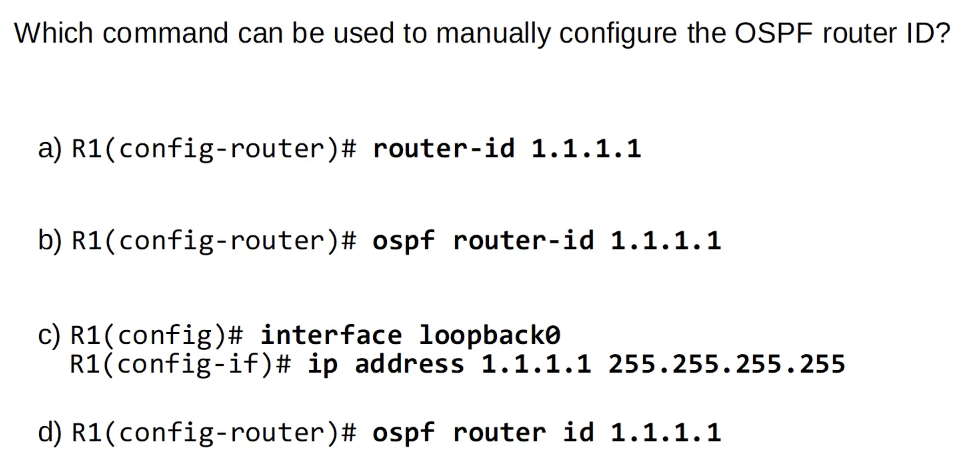 Which command can be used to manually configure the OSPF router ID?
a) R1(config-router)# router-id 1.1.1.1
b) R1(config-router)# ospf router-id 1.1.1.1
c) R1(config)# interface loopback0
R1(config-if)# ip address 1.1.1.1 255.255.255.255
d) R1(config-router)# ospf router id 1.1.1.1